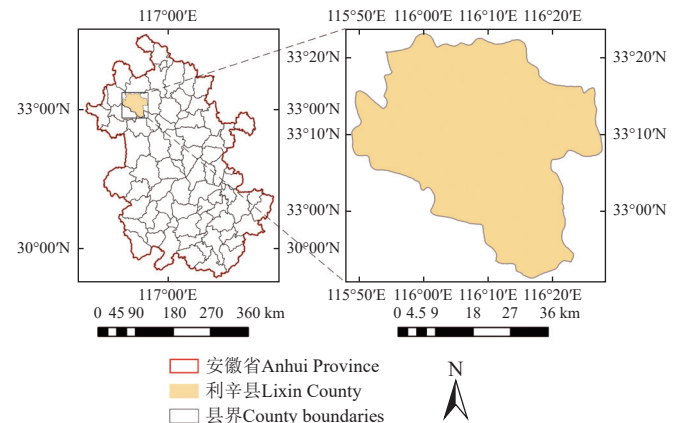 117°00′E
115°50′E 116°00′E 116°10′E 116°20′E
33°20′N
33°00′N
33°00′N
33°10′N
33°00′N
30°00′N
30°00′N
33°20′N
33°10′N
33°00′N
117°00′E
115°50′E 116°00′E 116°10′E 116°20′E
0 45 90 180 270 360 km
0 4.5 9 18 27 36 km
安徽省Anhui Province
利辛县Lixin County
县界County boundaries
N